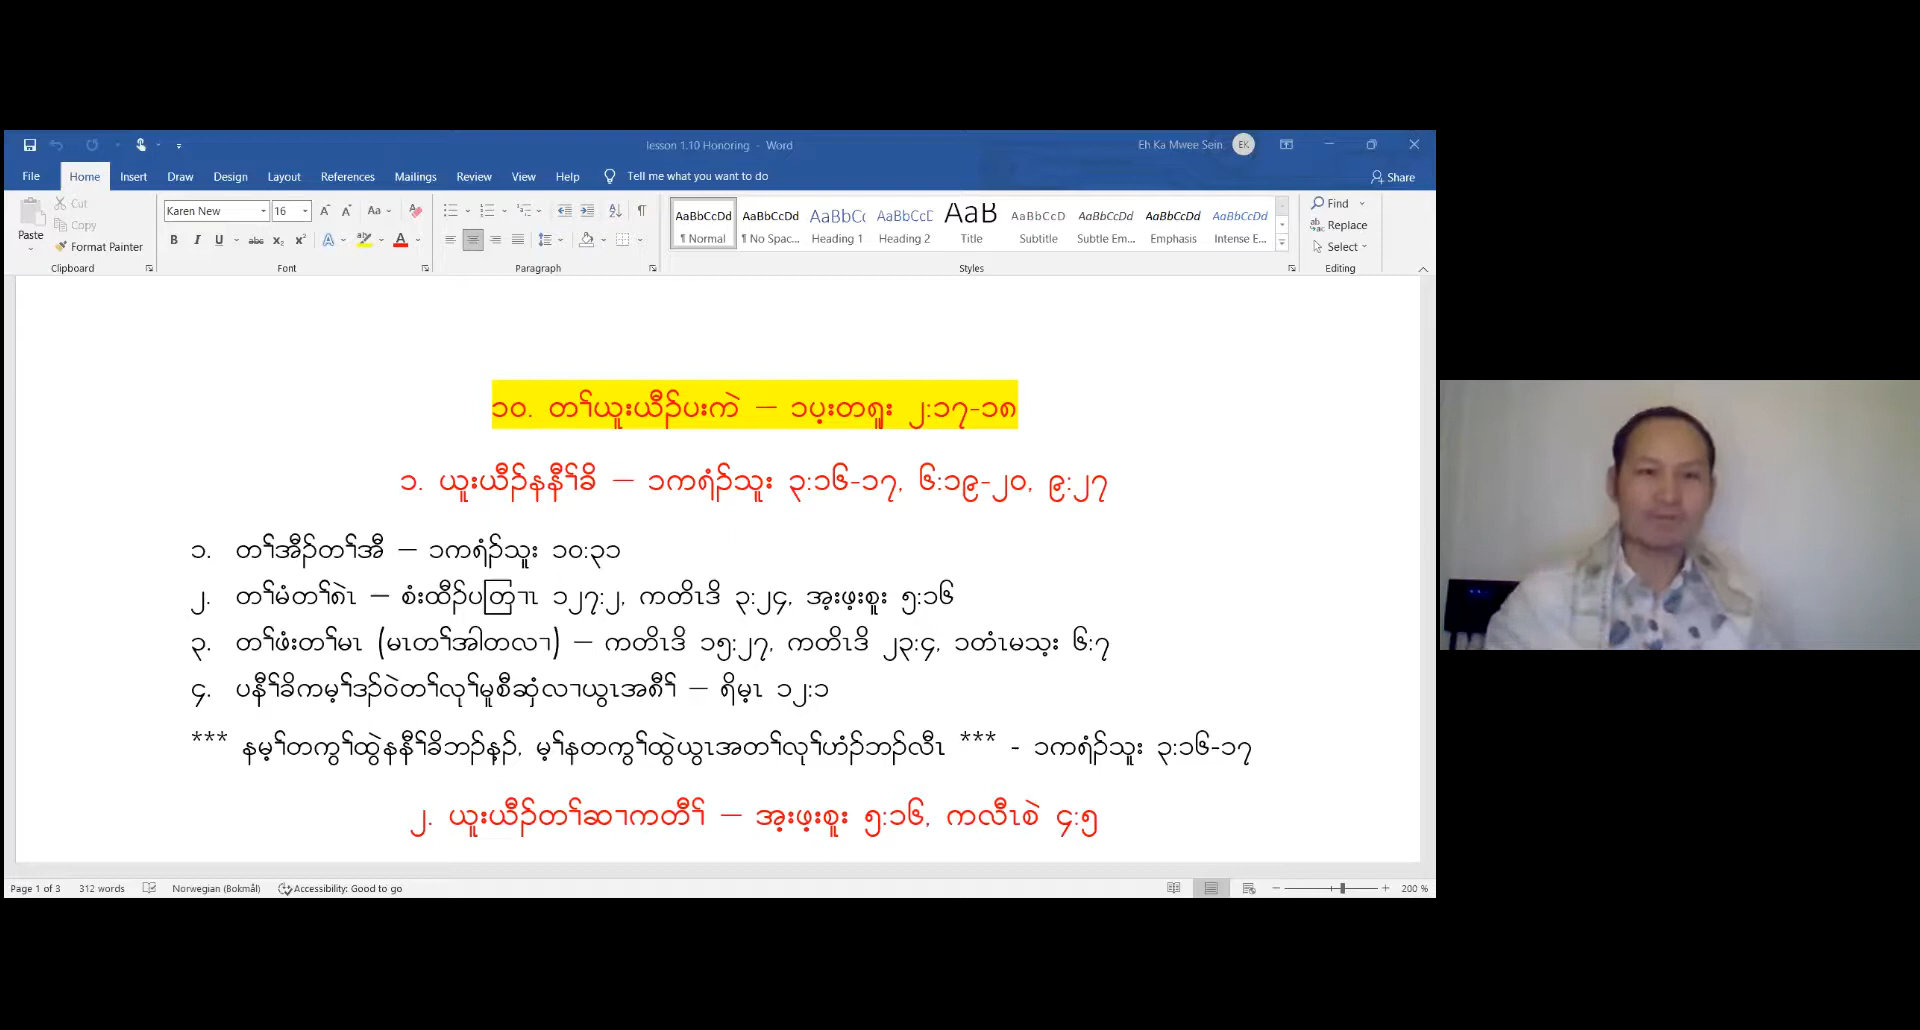 lesson 1.10 Honoring - Word
Eh Ka Mwee Sein EK
File Home Insert Draw Design Layout References Mailings Review View Help Tell me what you want to do Share
Cut
Copy
Paste Format Painter
Clipboard
Karen New 16 Aa
B I U abc x₂ x² A A
Font
Paragraph
AaBbCcDd AaBbCcDd AaBbCc AaBbCcD AaB AaBbCcD AaBbCcDd AaBbCcDd AaBbCcDd
¶ Normal ¶ No Spac... Heading 1 Heading 2 Title Subtitle Subtle Em... Emphasis Intense E...
Styles
Find
Replace
Select
Editing
၁၀. တၢ်ယူးယီၣ်ပးကဲ – ၁ပ့းတရူး ၂:၁၇-၁၈
၁. ယူးယီၣ်နနီၢ်ခိ – ၁ကရံၣ်သူး ၃:၁၆-၁၇, ၆:၁၉-၂၀, ၉:၂၇
၁. တၢ်အီၣ်တၢ်အီ – ၁ကရံၣ်သူး ၁၀:၃၁
၂. တၢ်မံတၢ်စဲၤ – စံးထီၣ်ပတြၢၤ ၁၂၇:၂, ကတိၤဒိ ၃:၂၄, အ့းဖ့းစူး ၅:၁၆
၃. တၢ်ဖံးတၢ်မၤ (မၤတၢ်အါတလၢ) – ကတိၤဒိ ၁၅:၂၇, ကတိၤဒိ ၂၃:၄, ၁တံၤမသ့း ၆:၇
၄. ပနီၢ်ခိကမ့ၢ်ဒၣ်ဝဲတၢ်လုၢ်မူစီဆှံလၢယွၤအစီၢ် – ရိမ့ၤ ၁၂:၁
*** နမ့ၢ်တကွၢ်ထွဲနနီၢ်ခိဘၣ်န့ၣ်, မ့ၢ်နတကွၢ်ထွဲယွၤအတၢ်လုၢ်ဟံၣ်ဘၣ်လီၤ *** - ၁ကရံၣ်သူး ၃:၁၆-၁၇
၂. ယူးယီၣ်တၢ်ဆၢကတီၢ် – အ့းဖ့းစူး ၅:၁၆, ကလီၤစဲ ၄:၅
Page 1 of 3 312 words Norwegian (Bokmål) Accessibility: Good to go 200 %